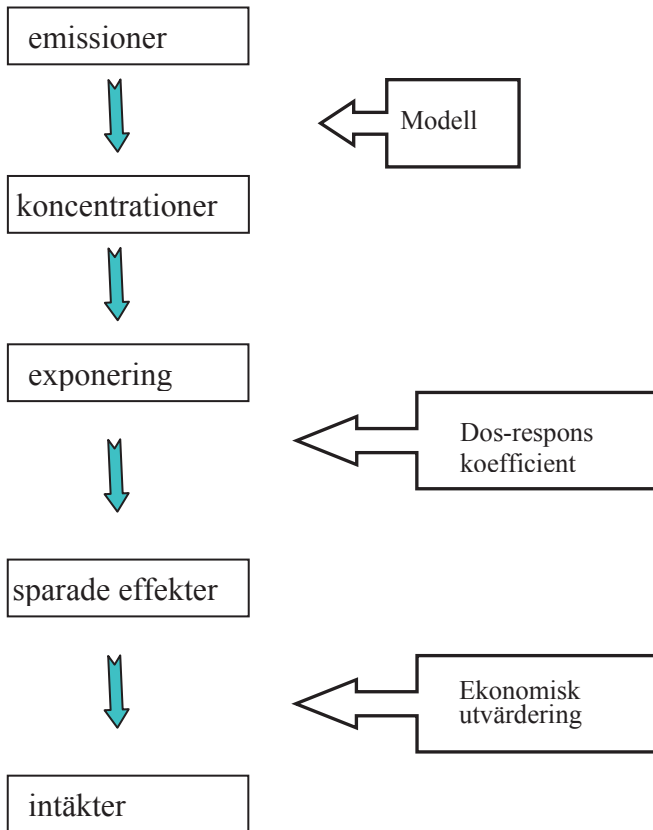 emissioner
Modell
koncentrationer
exponering
Dos-respons
koefficient
sparade effekter
Ekonomisk
utvärdering
intäkter